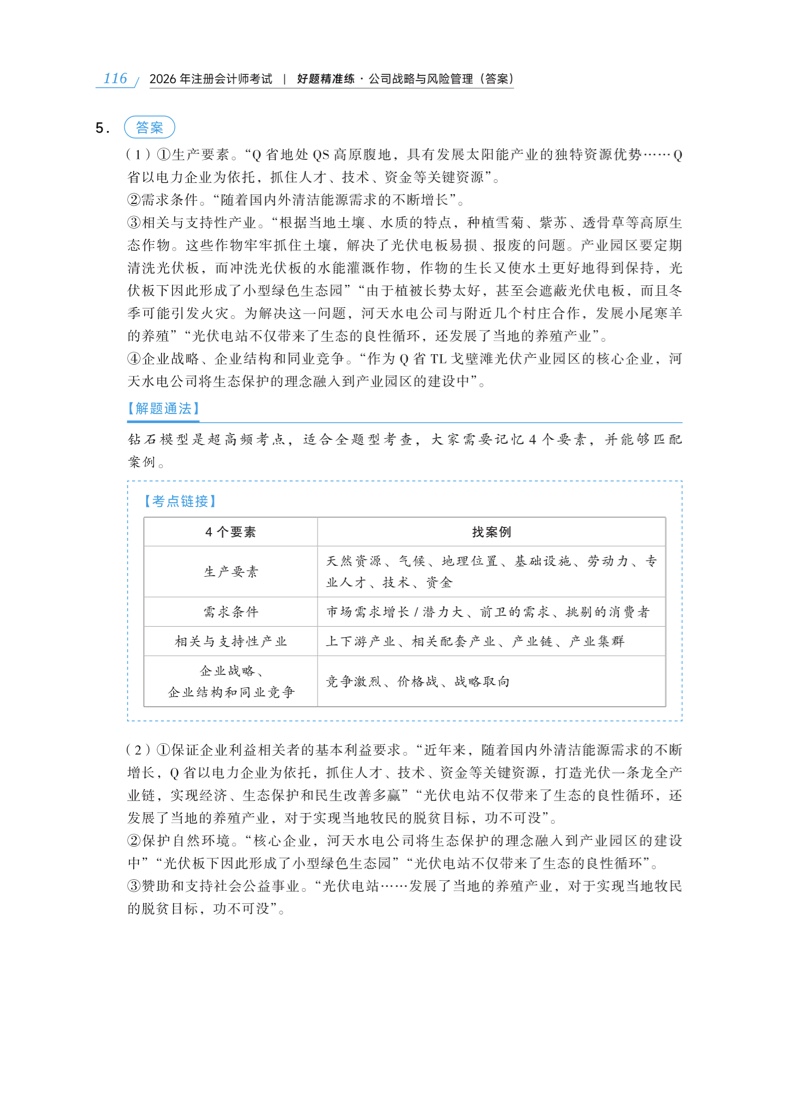 116 2026 年注册会计师考试 | 好题精准练 · 公司战略与风险管理（答案）
5. 答案
（1）①生产要素。“Q 省地处 QS 高原腹地，具有发展太阳能产业的独特资源优势……Q
省以电力企业为依托，抓住人才、技术、资金等关键资源”。
②需求条件。“随着国内外清洁能源需求的不断增长”。
③相关与支持性产业。“根据当地土壤、水质的特点，种植雪菊、紫苏、透骨草等高原生
态作物。这些作物牢牢抓住土壤，解决了光伏电板易损、报废的问题。产业园区要定期
清洗光伏板，而冲洗光伏板的水能灌溉作物，作物的生长又使水土更好地得到保持，光
伏板下因此形成了小型绿色生态园”“由于植被长势太好，甚至会遮蔽光伏电板，而且冬
季可能引发火灾。为解决这一问题，河天水电公司与附近几个村庄合作，发展小尾寒羊
的养殖”“光伏电站不仅带来了生态的良性循环，还发展了当地的养殖产业”。
④企业战略、企业结构和同业竞争。“作为 Q 省 TL 戈壁滩光伏产业园区的核心企业，河
天水电公司将生态保护的理念融入到产业园区的建设中”。
【解题通法】
钻石模型是超高频考点，适合全题型考查，大家需要记忆 4 个要素，并能够匹配
案例。
【考点链接】
4 个要素 找案例
生产要素 天然资源、气候、地理位置、基础设施、劳动力、专
业人才、技术、资金
需求条件 市场需求增长 / 潜力大、前卫的需求、挑剔的消费者
相关与支持性产业 上下游产业、相关配套产业、产业链、产业集群
企业战略、
企业结构和同业竞争 竞争激烈、价格战、战略取向
（2）①保证企业利益相关者的基本利益要求。“近年来，随着国内外清洁能源需求的不断
增长，Q 省以电力企业为依托，抓住人才、技术、资金等关键资源，打造光伏一条龙全产
业链，实现经济、生态保护和民生改善多赢”“光伏电站不仅带来了生态的良性循环，还
发展了当地的养殖产业，对于实现当地牧民的脱贫目标，功不可没”。
②保护自然环境。“核心企业，河天水电公司将生态保护的理念融入到产业园区的建设
中”“光伏板下因此形成了小型绿色生态园”“光伏电站不仅带来了生态的良性循环”。
③赞助和支持社会公益事业。“光伏电站……发展了当地的养殖产业，对于实现当地牧民
的脱贫目标，功不可没”。